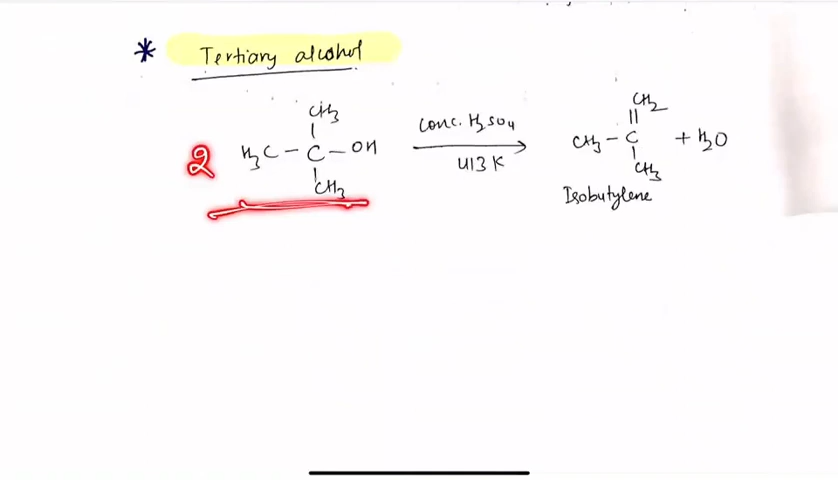 * Tertiary alcohol
CH3
H3C - C - OH
CH3
2
conc. H2SO4
413 K
CH2
CH3 - C + H2O
CH3
Isobutylene